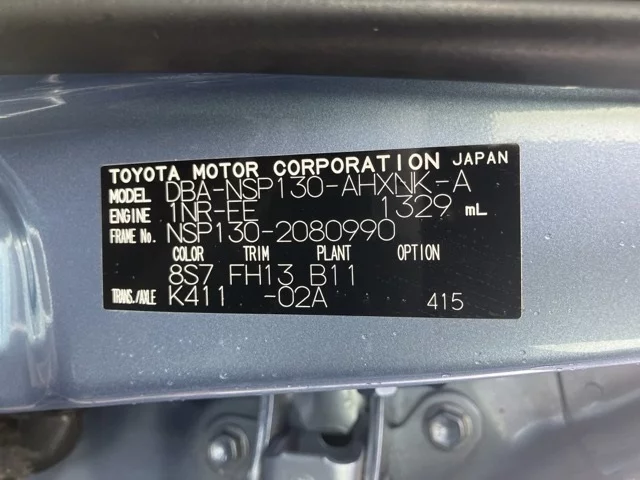 TOYOTA MOTOR CORPORATION JAPAN
MODEL DBA-NSP130-AHXNK-A
ENGINE 1NR-FE 1329 mL
FRAME No. NSP130-2080990
COLOR TRIM PLANT OPTION
8S7 FH13 B11
TRANS./AXLE K411 -02A 415